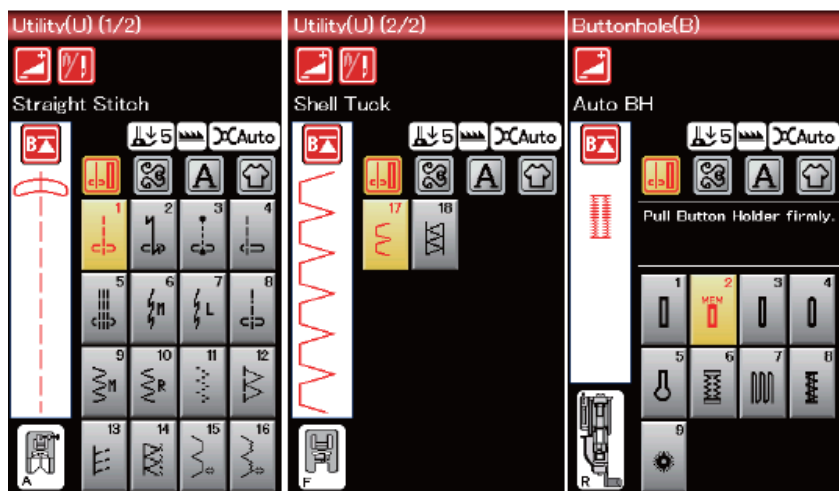 Utility(U) (1/2)
Straight Stitch
B
5
Auto
A
1
2
3
4
5
6
M
7
L
8
9
M
10
R
11
12
13
14
15
16
A
Utility(U) (2/2)
Shell Tuck
B
5
Auto
A
17
18
F
Buttonhole(B)
Auto BH
B
5
Auto
A
Pull Button Holder firmly.
1
2
MEM
3
4
5
6
7
8
9
R